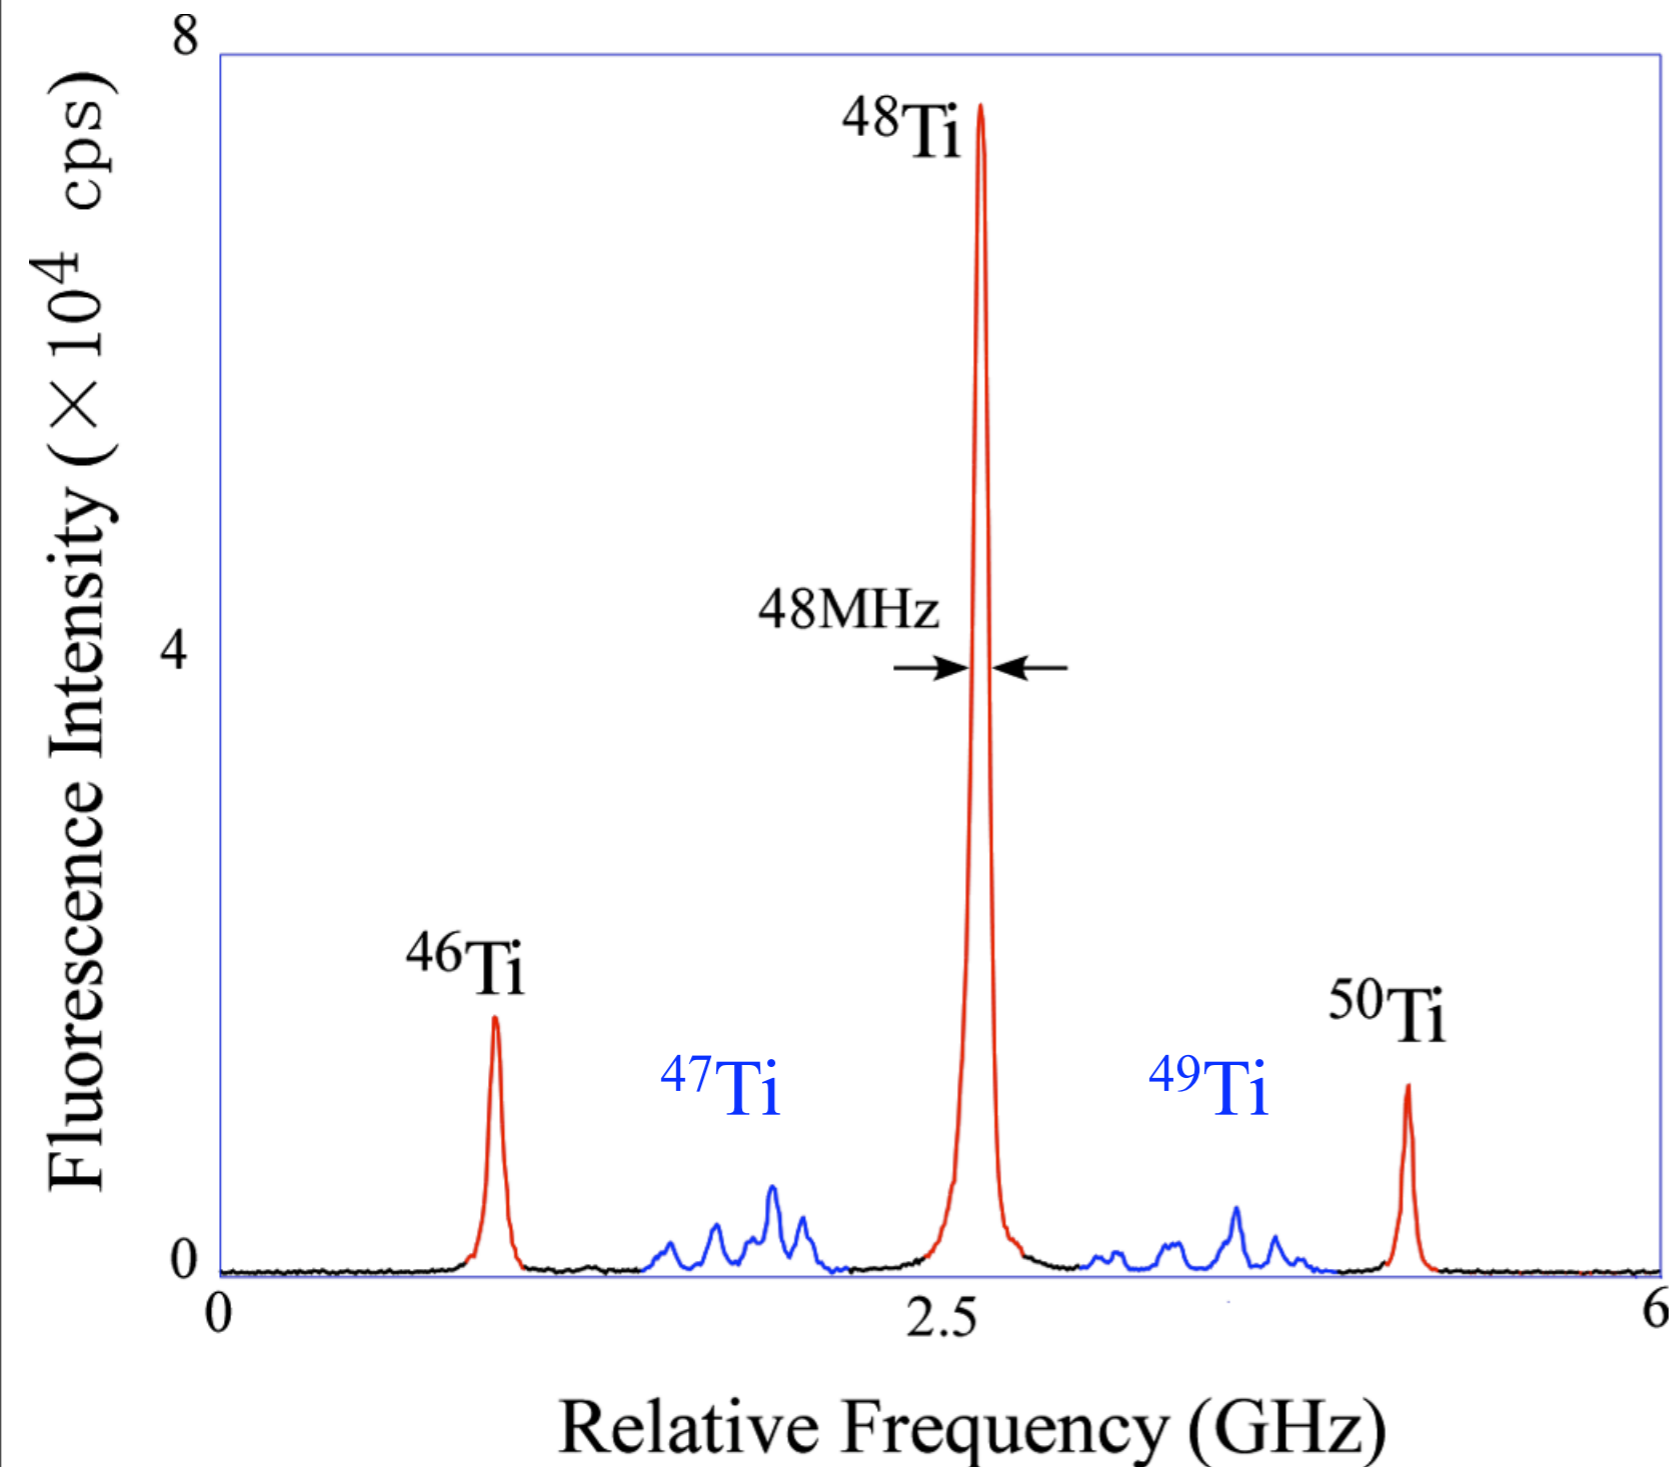 8
⁴⁸Ti
Fluorescence Intensity (×10⁴ cps)
48MHz
4
⁴⁶Ti
⁵⁰Ti
⁴⁷Ti
⁴⁹Ti
0
0
2.5
6
Relative Frequency (GHz)